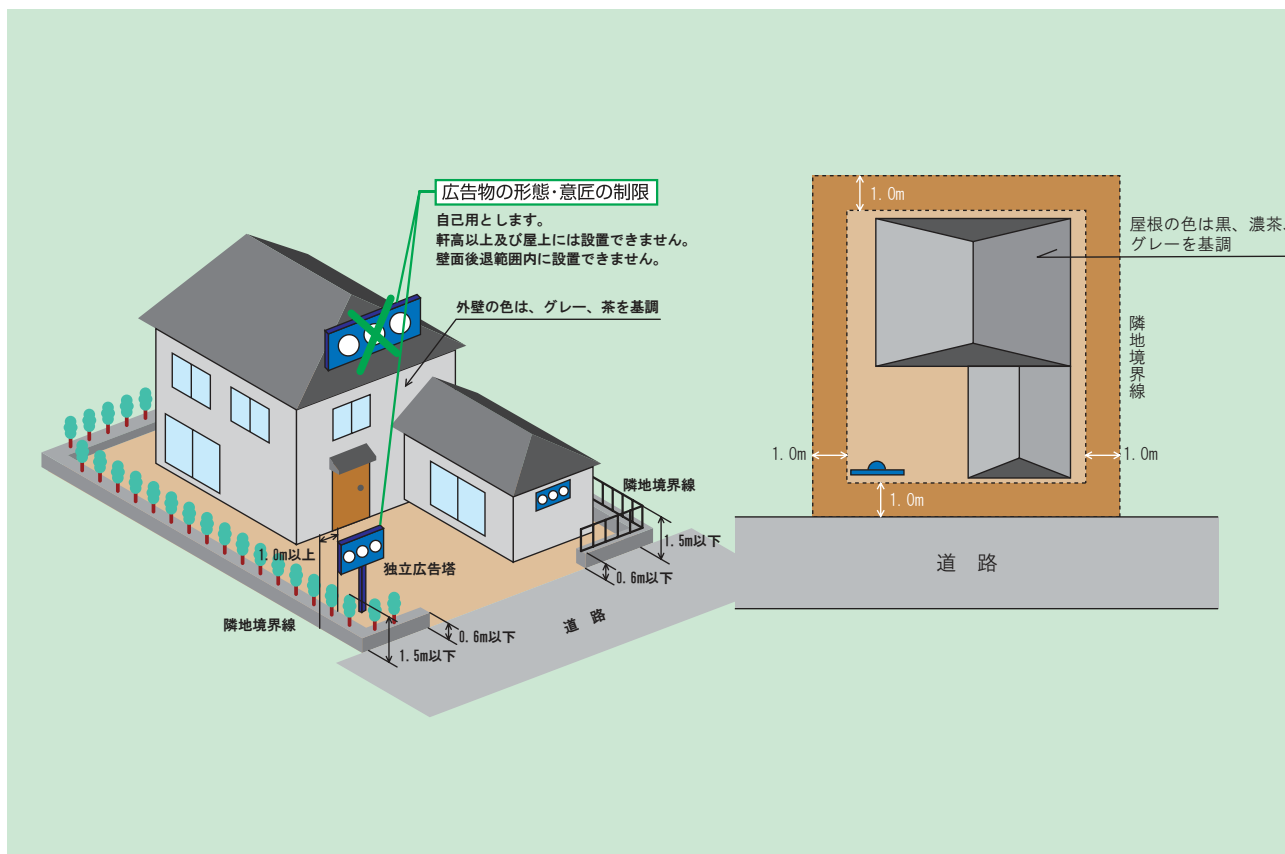 広告物の形態・意匠の制限
自己用とします。
軒高以上及び屋上には設置できません。
壁面後退範囲内に設置できません。
外壁の色は、グレー、茶を基調
隣地境界線
1.5m以下
0.6m以下
1.0m以上
独立広告塔
隣地境界線
0.6m以下
1.5m以下
道 路
1.0m
屋根の色は黒、濃茶、
グレーを基調
隣地境界線
1.0m
1.0m
1.0m
道 路